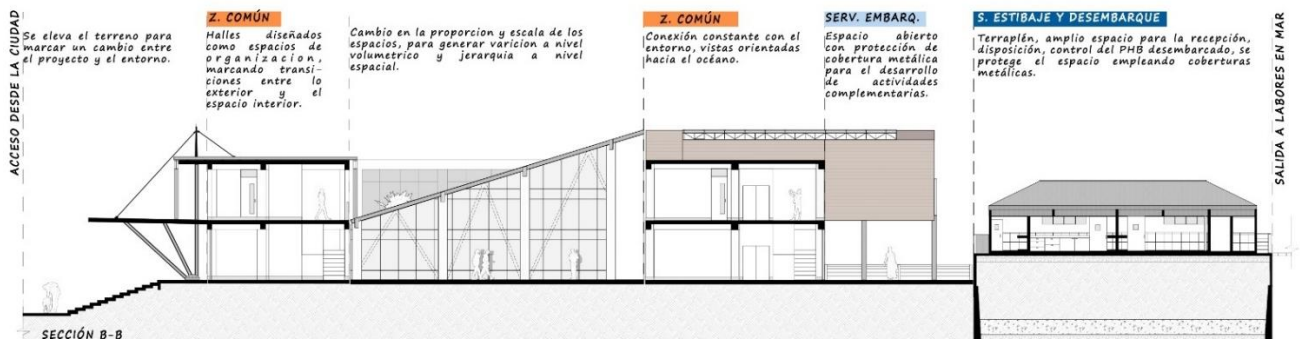 ACCESO DESDE LA CIUDAD
Se eleva el terreno para
marcar un cambio entre
el proyecto y el entorno.
Z. COMÚN
Halles diseñados
como espacios de
organizacion,
marcando transi-
ciones entre lo
exterior y el
espacio interior.
Cambio en la proporcion y escala de los
espacios, para generar varicion a nivel
volumetrico y jerarquia a nivel
espacial.
Z. COMÚN
Conexión constante con el
entorno, vistas orientadas
hacia el océano.
SERV. EMBARQ.
Espacio abierto
con protección de
cobertura metálica
para el desarrollo
de actividades
complementarias.
S. ESTIBAJE Y DESEMBARQUE
Terraplén, amplio espacio para la recepción,
disposición, control del PHB desembarcado, se
protege el espacio empleando coberturas
metálicas.
SALIDA A LABORES EN MAR
SECCIÓN B-B